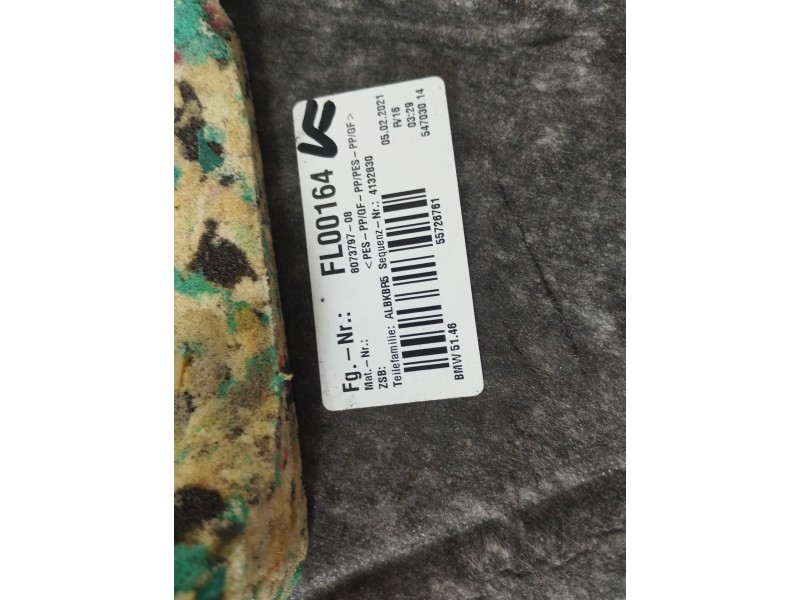 Fg.-Nr.: FL00164
Mat.-Nr.: 8073797-08
ZSB: <PES-PP/GF-PP/PES-PP/GF>
Teilefamilie: ALBKBR5 Sequenz-Nr.: 4132830
05.02.2021
R/16
03:29
547030 14
55726761
BMW 51.46